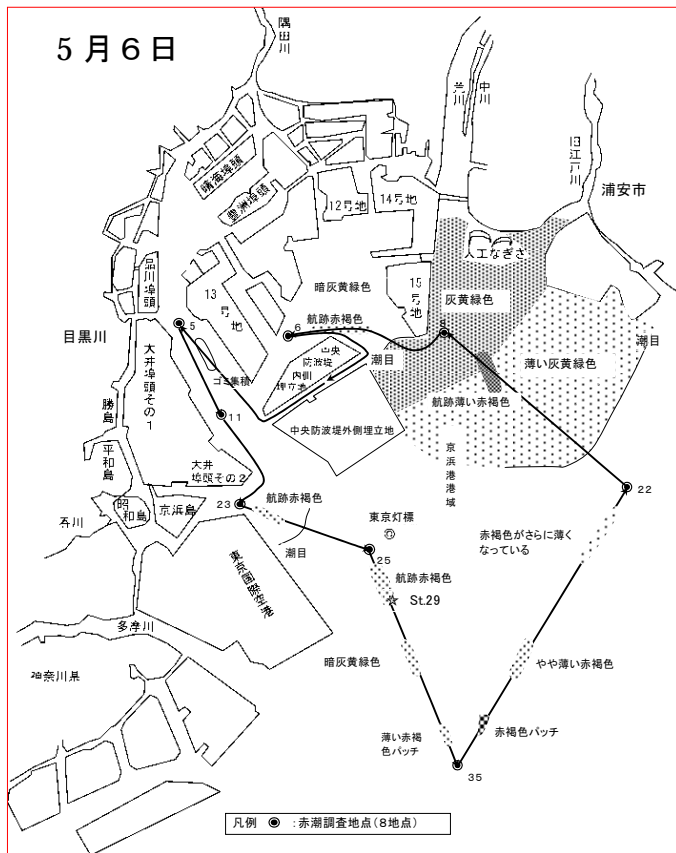 5月6日
隅田川
荒川
中川
旧江戸川
浦安市
晴海埠頭
豊洲埠頭
12号地
14号地
人工なぎさ
品川埠頭
13号地
15号地
暗灰黄緑色
灰黄緑色
航跡赤褐色
目黒川
5
6
9
潮目
潮目
薄い灰黄緑色
中央
防波堤
内側
埋立地
ゴミ集積
大井埠頭その1
11
航跡薄い赤褐色
中央防波堤外側埋立地
勝島
京浜港港域
平和島
大井
埠頭その2
22
23
航跡赤褐色
昭和島
京浜島
呑川
東京灯標
赤褐色がさらに薄く
なっている
潮目
25
東京国際空港
航跡赤褐色
St.29
多摩川
暗灰黄緑色
やや薄い赤褐色
神奈川県
薄い赤褐
色パッチ
赤褐色パッチ
35
凡例 ◉ :赤潮調査地点(8地点)